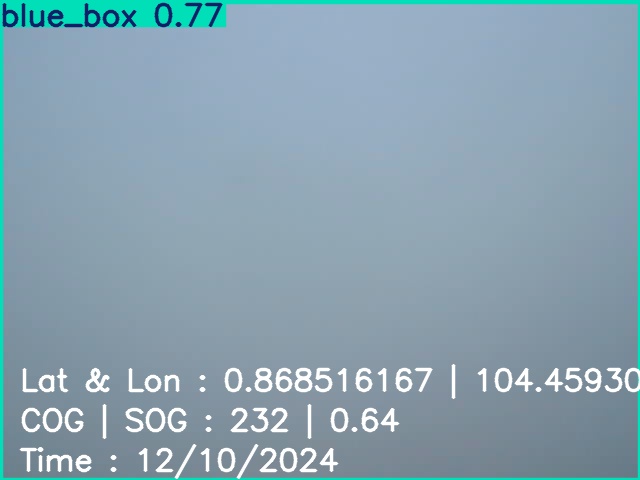 blue_box 0.77
Lat & Lon : 0.868516167 | 104.45930
COG | SOG : 232 | 0.64
Time : 12/10/2024